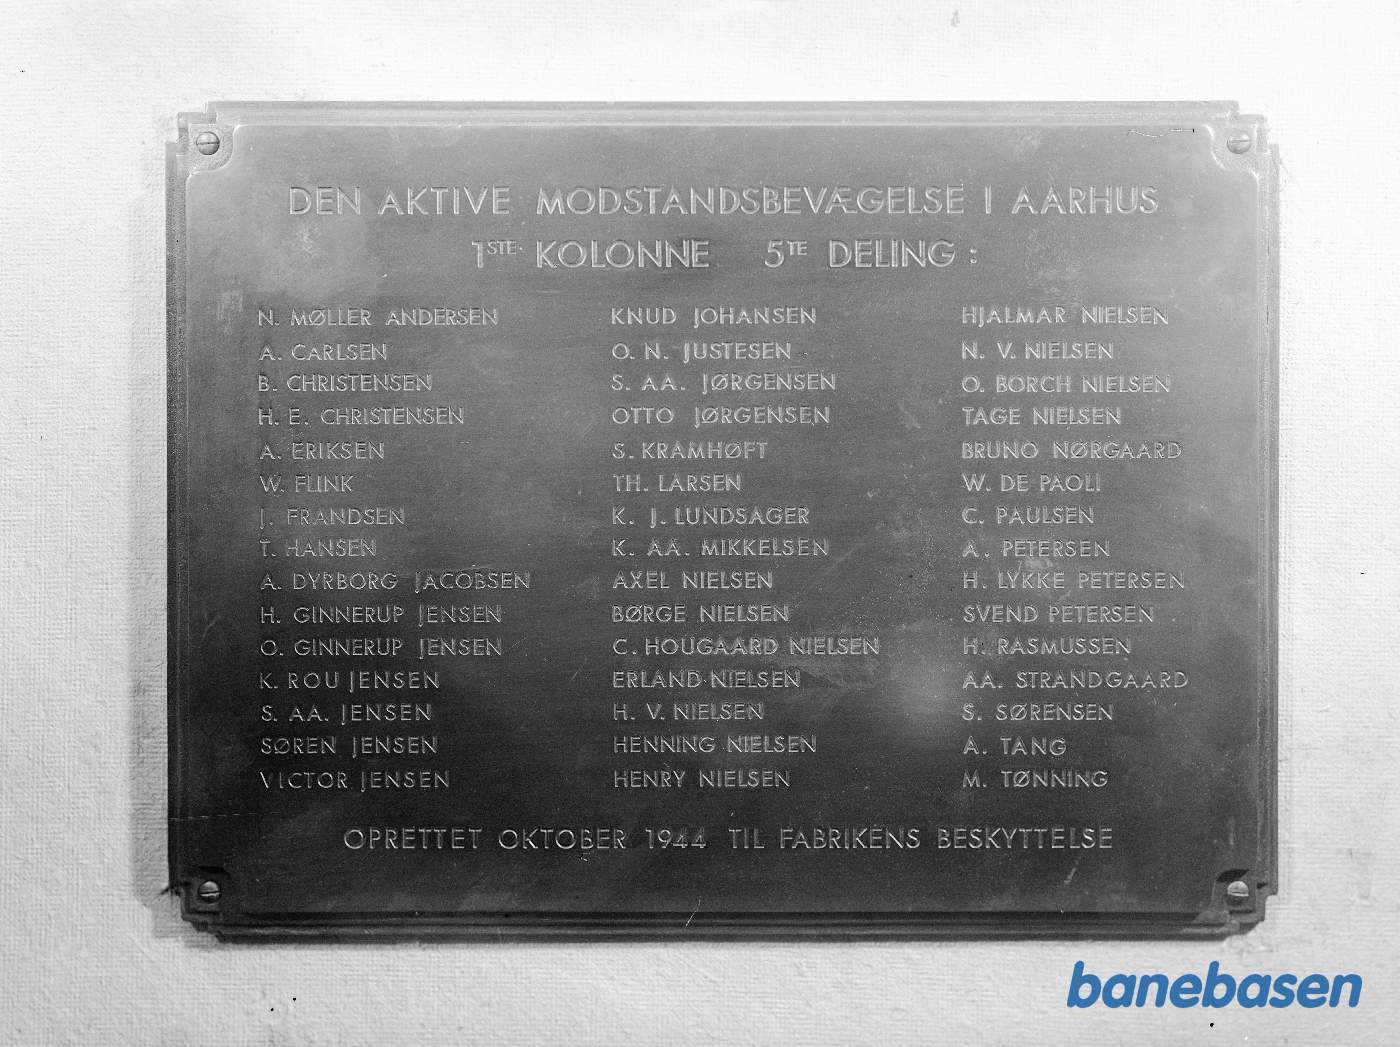 DEN AKTIVE MODSTANDSBEVÆGELSE I AARHUS
1STE. KOLONNE 5TE DELING :
N. MØLLER ANDERSEN
A. CARLSEN
B. CHRISTENSEN
H. E. CHRISTENSEN
A. ERIKSEN
W. FLINK
J. FRANDSEN
T. HANSEN
A. DYRBORG JACOBSEN
H. GINNERUP JENSEN
O. GINNERUP JENSEN
K. ROU JENSEN
S. AA. JENSEN
SØREN JENSEN
VICTOR JENSEN
KNUD JOHANSEN
O. N. JUSTESEN
S. AA. JØRGENSEN
OTTO JØRGENSEN
S. KRAMHØFT
TH. LARSEN
K. J. LUNDSAGER
K. AA. MIKKELSEN
AXEL NIELSEN
BØRGE NIELSEN
C. HOUGAARD NIELSEN
ERLAND NIELSEN
H. V. NIELSEN
HENNING NIELSEN
HENRY NIELSEN
HJALMAR NIELSEN
N. V. NIELSEN
O. BORCH NIELSEN
TAGE NIELSEN
BRUNO NØRGAARD
W. DE PAOLI
C. PAULSEN
A. PETERSEN
H. LYKKE PETERSEN
SVEND PETERSEN
H. RASMUSSEN
AA. STRANDGAARD
S. SØRENSEN
A. TANG
M. TØNNING
OPRETTET OKTOBER 1944 TIL FABRIKENS BESKYTTELSE
banebasen